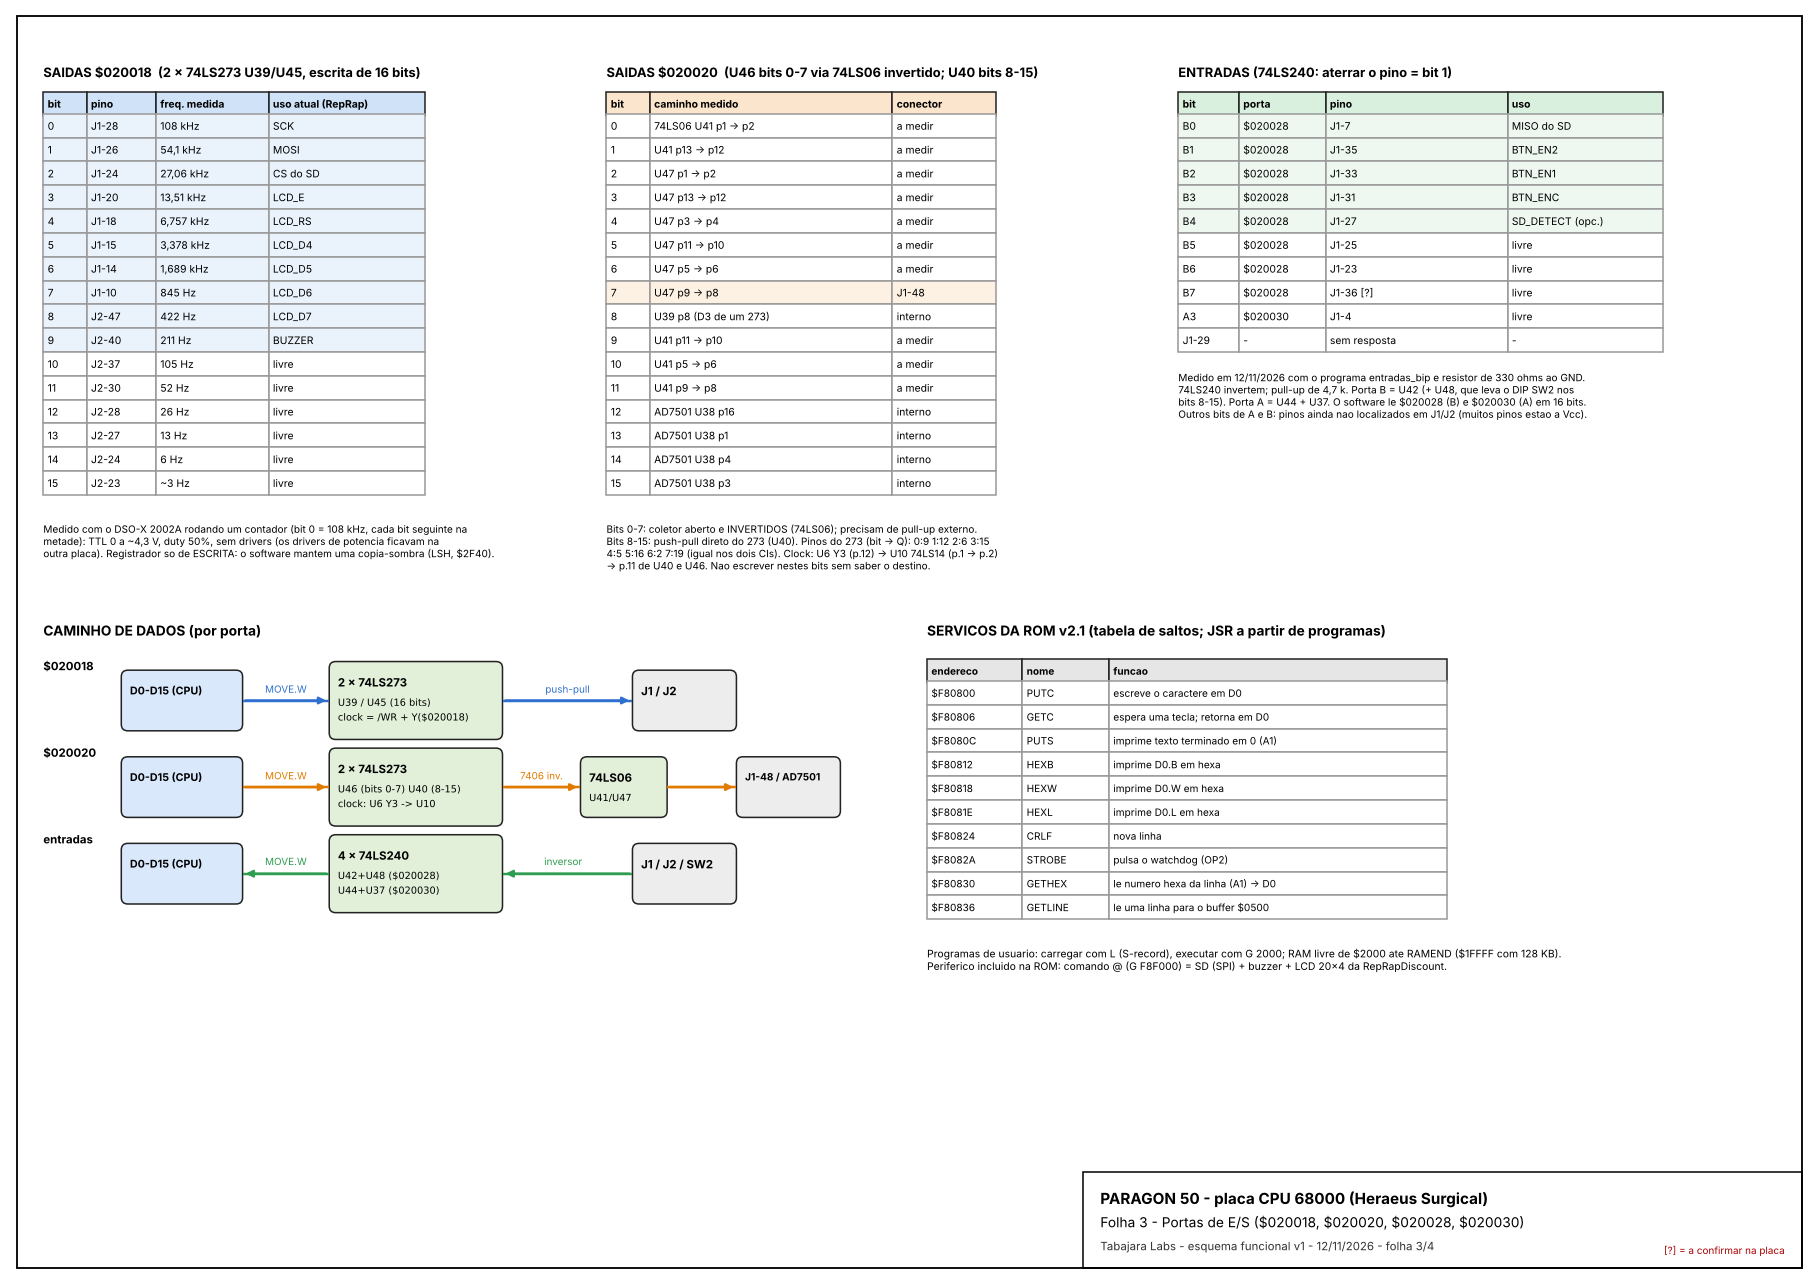 SAIDAS $020018 (2 × 74LS273 U39/U45, escrita de 16 bits)
bit pino freq. medida uso atual (RepRap)
0 J1-28 108 kHz SCK
1 J1-26 54,1 kHz MOSI
2 J1-24 27,06 kHz CS do SD
3 J1-20 13,51 kHz LCD_E
4 J1-18 6,757 kHz LCD_RS
5 J1-15 3,378 kHz LCD_D4
6 J1-14 1,689 kHz LCD_D5
7 J1-10 845 Hz LCD_D6
8 J2-47 422 Hz LCD_D7
9 J2-40 211 Hz BUZZER
10 J2-37 105 Hz livre
11 J2-30 52 Hz livre
12 J2-28 26 Hz livre
13 J2-27 13 Hz livre
14 J2-24 6 Hz livre
15 J2-23 ~3 Hz livre
Medido com o DSO-X 2002A rodando um contador (bit 0 = 108 kHz, cada bit seguinte na
metade): TTL 0 a ~4,3 V, duty 50%, sem drivers (os drivers de potencia ficavam na
outra placa). Registrador so de ESCRITA: o software mantem uma copia-sombra (LSH, $2F40).
SAIDAS $020020 (U46 bits 0-7 via 74LS06 invertido; U40 bits 8-15)
bit caminho medido conector
0 74LS06 U41 p1 → p2 a medir
1 U41 p13 → p12 a medir
2 U47 p1 → p2 a medir
3 U47 p13 → p12 a medir
4 U47 p3 → p4 a medir
5 U47 p11 → p10 a medir
6 U47 p5 → p6 a medir
7 U47 p9 → p8 J1-48
8 U39 p8 (D3 de um 273) interno
9 U41 p11 → p10 a medir
10 U41 p5 → p6 a medir
11 U41 p9 → p8 a medir
12 AD7501 U38 p16 interno
13 AD7501 U38 p1 interno
14 AD7501 U38 p4 interno
15 AD7501 U38 p3 interno
Bits 0-7: coletor aberto e INVERTIDOS (74LS06); precisam de pull-up externo.
Bits 8-15: push-pull direto do 273 (U40). Pinos do 273 (bit → Q): 0:9 1:12 2:6 3:15
4:5 5:16 6:2 7:19 (igual nos dois CIs). Clock: U6 Y3 (p.12) → U10 74LS14 (p.1 → p.2)
→ p.11 de U40 e U46. Nao escrever nestes bits sem saber o destino.
ENTRADAS (74LS240: aterrar o pino = bit 1)
bit porta pino uso
B0 $020028 J1-7 MISO do SD
B1 $020028 J1-35 BTN_EN2
B2 $020028 J1-33 BTN_EN1
B3 $020028 J1-31 BTN_ENC
B4 $020028 J1-27 SD_DETECT (opc.)
B5 $020028 J1-25 livre
B6 $020028 J1-23 livre
B7 $020028 J1-36 [?] livre
A3 $020030 J1-4 livre
J1-29 - sem resposta -
Medido em 12/11/2026 com o programa entradas_bip e resistor de 330 ohms ao GND.
74LS240 invertem; pull-up de 4,7 k. Porta B = U42 (+ U48, que leva o DIP SW2 nos
bits 8-15). Porta A = U44 + U37. O software le $020028 (B) e $020030 (A) em 16 bits.
Outros bits de A e B: pinos ainda nao localizados em J1/J2 (muitos pinos estao a Vcc).
CAMINHO DE DADOS (por porta)
$020018
D0-D15 (CPU)
MOVE.W
2 × 74LS273
U39 / U45 (16 bits)
clock = /WR + Y($020018)
push-pull
J1 / J2
$020020
D0-D15 (CPU)
MOVE.W
2 × 74LS273
U46 (bits 0-7) U40 (8-15)
clock: U6 Y3 -> U10
7406 inv.
74LS06
U41/U47
J1-48 / AD7501
entradas
D0-D15 (CPU)
MOVE.W
4 × 74LS240
U42+U48 ($020028)
U44+U37 ($020030)
inversor
J1 / J2 / SW2
SERVICOS DA ROM v2.1 (tabela de saltos; JSR a partir de programas)
endereco nome funcao
$F80800 PUTC escreve o caractere em D0
$F80806 GETC espera uma tecla; retorna em D0
$F8080C PUTS imprime texto terminado em 0 (A1)
$F80812 HEXB imprime D0.B em hexa
$F80818 HEXW imprime D0.W em hexa
$F8081E HEXL imprime D0.L em hexa
$F80824 CRLF nova linha
$F8082A STROBE pulsa o watchdog (OP2)
$F80830 GETHEX le numero hexa da linha (A1) → D0
$F80836 GETLINE le uma linha para o buffer $0500
Programas de usuario: carregar com L (S-record), executar com G 2000; RAM livre de $2000 ate RAMEND ($1FFFF com 128 KB).
Periferico incluido na ROM: comando @ (G F8F000) = SD (SPI) + buzzer + LCD 20×4 da RepRapDiscount.
PARAGON 50 - placa CPU 68000 (Heraeus Surgical)
Folha 3 - Portas de E/S ($020018, $020020, $020028, $020030)
Tabajara Labs - esquema funcional v1 - 12/11/2026 - folha 3/4
[?] = a confirmar na placa